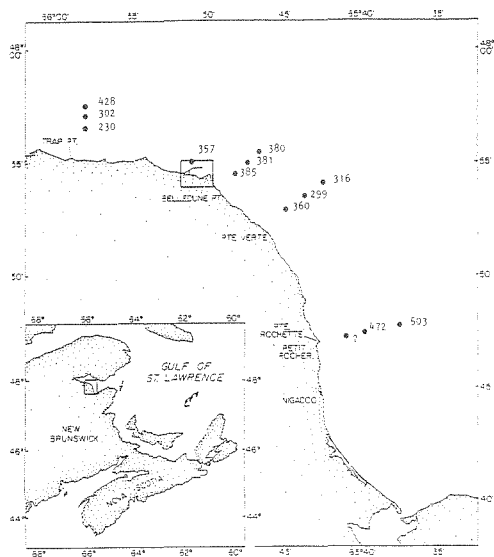 66°00' 50' 45' 65°40' 35'
48° 00'
48° 00'
428
302
230
TRAP PT.
357
380
381
385
316
299
360
55'
55'
BELLEDUNE PT
PTE VERTE
50'
50'
503
472
?
PTE. ROCHETTE
PETIT ROCHER
45'
NIGADOO
68° 66° 64° 62° 60°
GULF OF
ST. LAWRENCE
48°
48°
NEW
BRUNSWICK
46°
46°
NOVA SCOTIA
44°
44°
40'
68° 66° 64° 62° 60° 45' 65°40' 35'